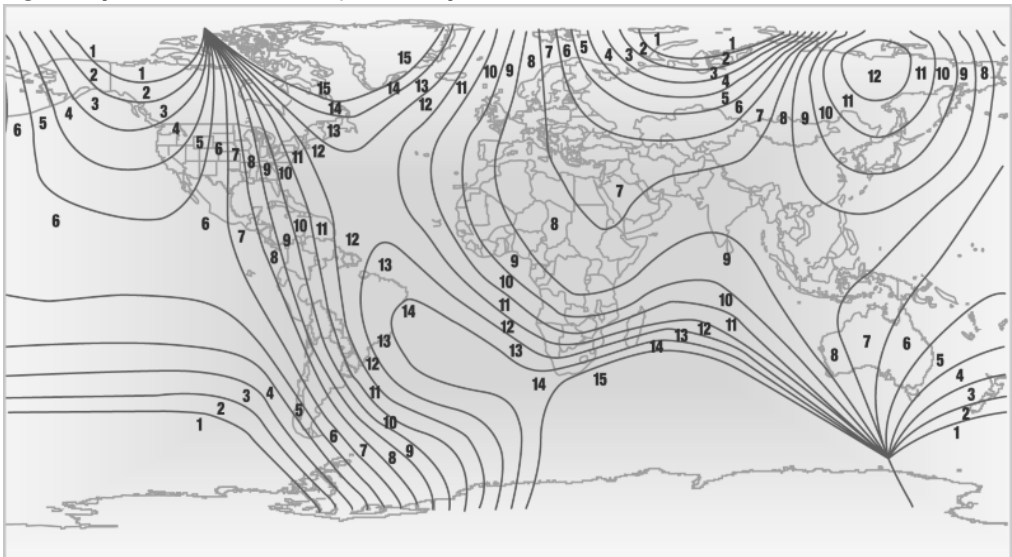 1 15 1 5 4 3 2 1 2 7 6
2 1 15 14 13 10 9 8 3 4 12 11 10 9 8
3 2 14 12 11 5 6 11
4 3 13 7 8 9 10
6 5 4 12
5 6 7 8 9 10 11
7
6 6 7 8 9 10 11 12 8
8 13 9 9
10
14 11 10
12 13 12 11
13 13 14 8 7 6
12 14 15 5
3 4 11 4
2 5 10 3
1 6 2
7 8 9 1